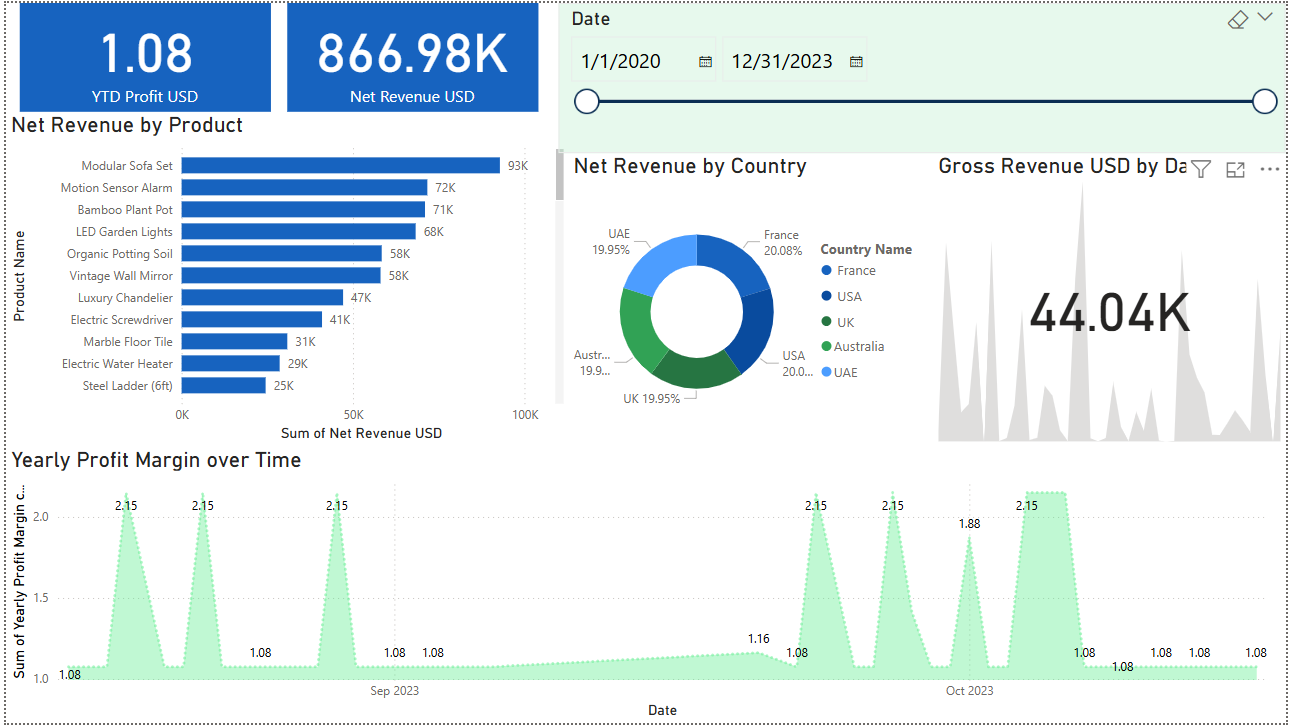 1.08
YTD Profit USD
866.98K
Net Revenue USD
Date
1/1/2020
12/31/2023
Net Revenue by Product
Product Name
Modular Sofa Set 93K
Motion Sensor Alarm 72K
Bamboo Plant Pot 71K
LED Garden Lights 68K
Organic Potting Soil 58K
Vintage Wall Mirror 58K
Luxury Chandelier 47K
Electric Screwdriver 41K
Marble Floor Tile 31K
Electric Water Heater 29K
Steel Ladder (6ft) 25K
0K 50K 100K
Sum of Net Revenue USD
Net Revenue by Country
UAE
19.95%
France
20.08%
Austr...
19.9...
USA
20.0...
UK 19.95%
Country Name
France
USA
UK
Australia
UAE
Gross Revenue USD by Da
44.04K
Yearly Profit Margin over Time
Sum of Yearly Profit Margin c...
2.0
1.5
1.0
2.15 2.15 2.15 2.15 2.15 2.15
1.88
1.16
1.08 1.08 1.08 1.08 1.08 1.08 1.08 1.08 1.08 1.08
Sep 2023 Oct 2023
Date